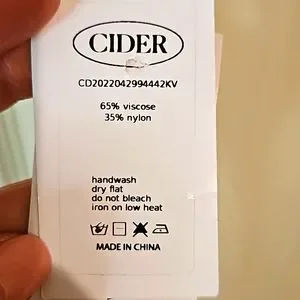 CIDER
CD2022042994442KV
65% viscose
35% nylon
handwash
dry flat
do not bleach
iron on low heat
MADE IN CHINA